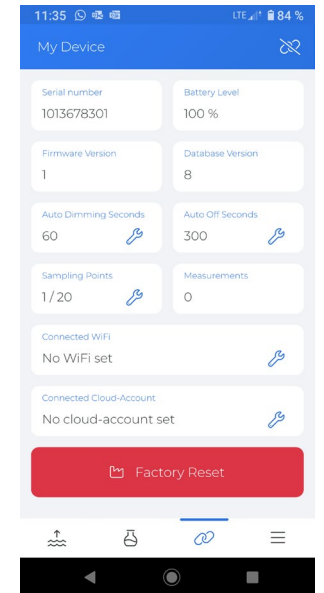 11:35 LTE 84 %
My Device
Serial number Battery Level
1013678301 100 %
Firmware Version Database Version
1 8
Auto Dimming Seconds Auto Off Seconds
60 300
Sampling Points Measurements
1 / 20 0
Connected WiFi
No WiFi set
Connected Cloud-Account
No cloud-account set
Factory Reset